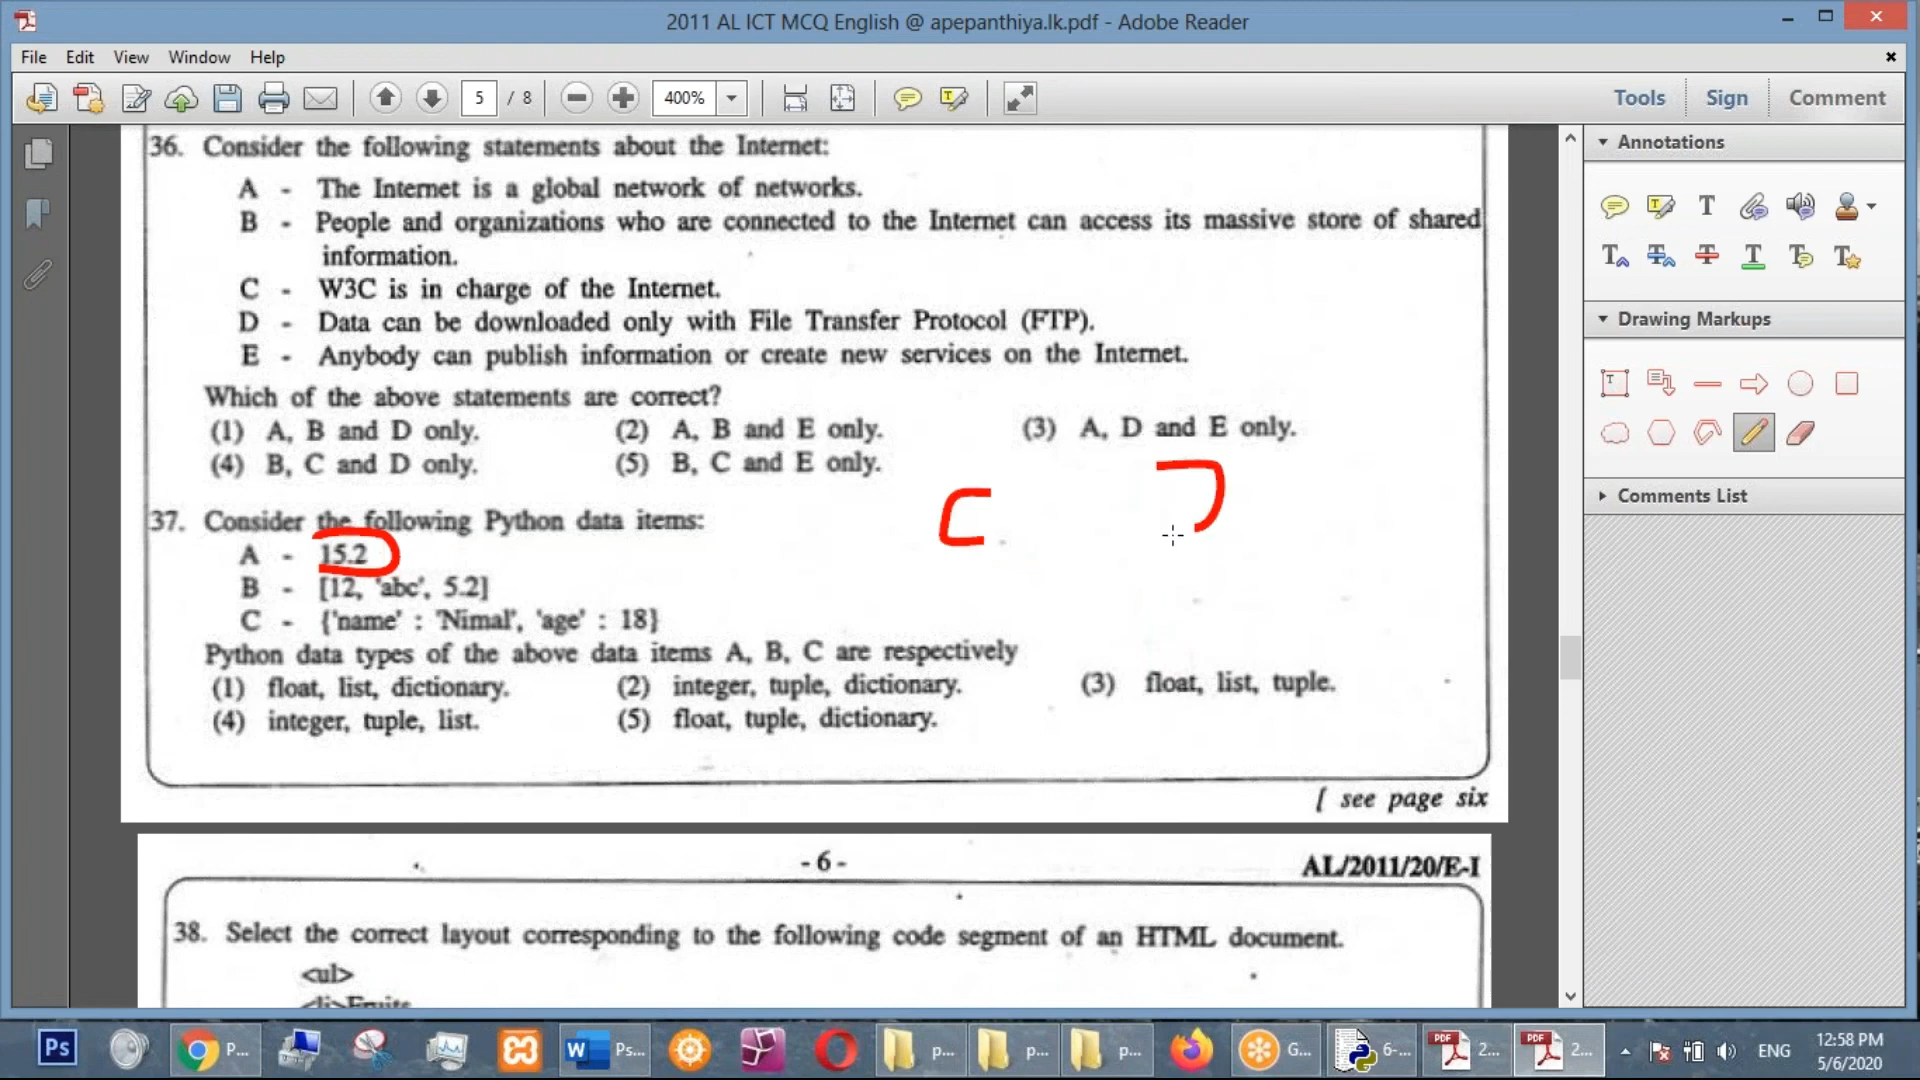 2011 AL ICT MCQ English @ apepanthiya.lk.pdf - Adobe Reader
File Edit View Window Help
5 / 8 400% Tools Sign Comment
36. Consider the following statements about the Internet:
A - The Internet is a global network of networks.
B - People and organizations who are connected to the Internet can access its massive store of shared
information.
C - W3C is in charge of the Internet.
D - Data can be downloaded only with File Transfer Protocol (FTP).
E - Anybody can publish information or create new services on the Internet.
Which of the above statements are correct?
(1) A, B and D only. (2) A, B and E only. (3) A, D and E only.
(4) B, C and D only. (5) B, C and E only.
37. Consider the following Python data items:
A - 15.2
B - [12, 'abc', 5.2]
C - {'name' : 'Nimal', 'age' : 18}
Python data types of the above data items A, B, C are respectively
(1) float, list, dictionary. (2) integer, tuple, dictionary. (3) float, list, tuple.
(4) integer, tuple, list. (5) float, tuple, dictionary.
[ see page six
- 6 - AL/2011/20/E-I
38. Select the correct layout corresponding to the following code segment of an HTML document.
<ul>
<li>Fruits
Annotations
Drawing Markups
Comments List
Ps P... W Ps... p... p... p... G... 6-... PDF 2... PDF 2... ENG
12:58 PM
5/6/2020